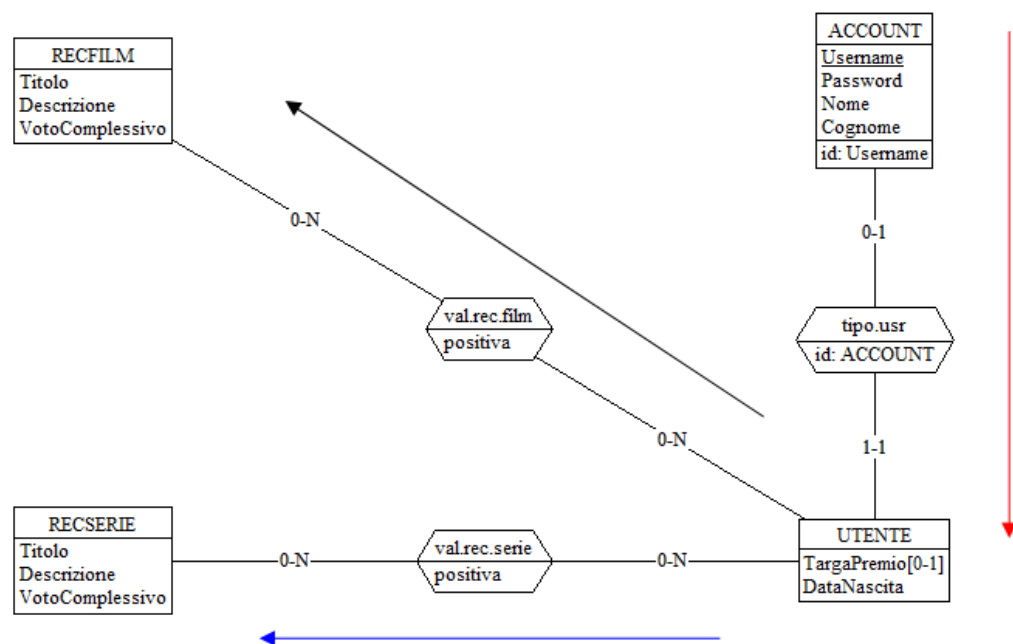 ACCOUNT
Username
Password
Nome
Cognome
id: Username
RECFILM
Titolo
Descrizione
VotoComplessivo
0-N
0-1
val.rec.film
positiva
tipo.usr
id: ACCOUNT
0-N
1-1
RECSERIE
Titolo
Descrizione
VotoComplessivo
0-N
val.rec.serie
positiva
0-N
UTENTE
TargaPremio[0-1]
DataNascita